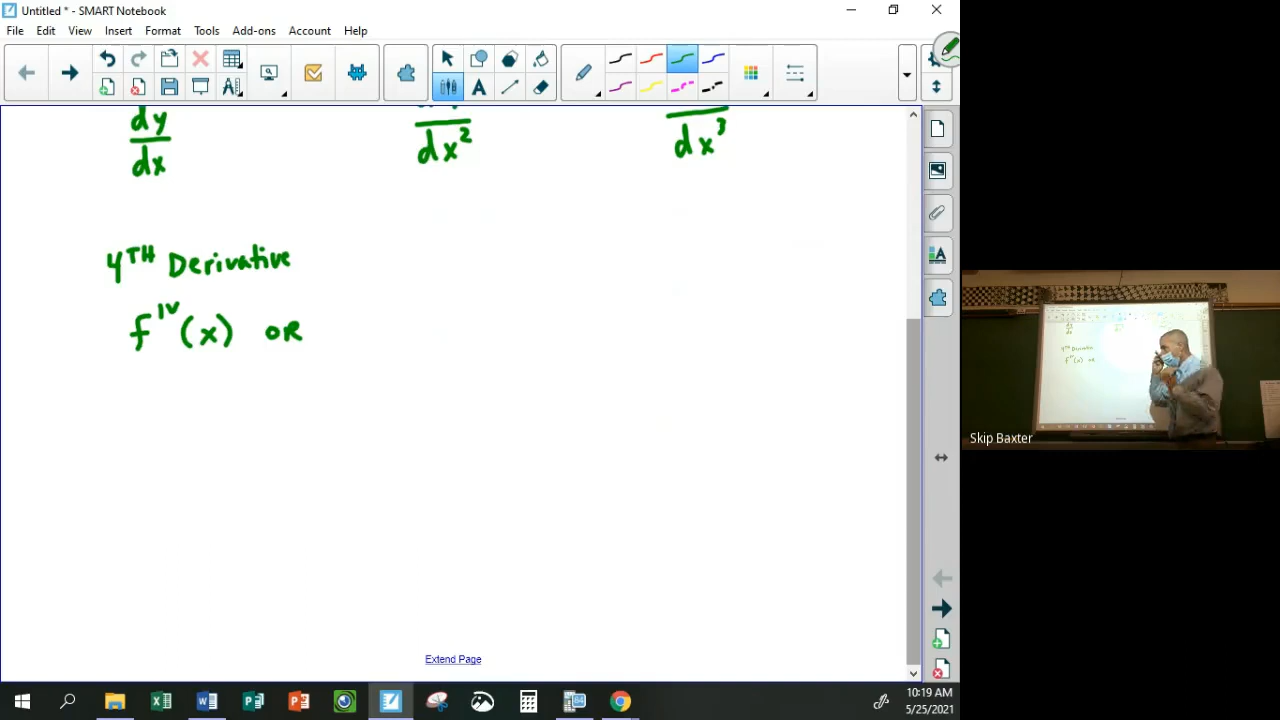 Untitled * - SMART Notebook
File Edit View Insert Format Tools Add-ons Account Help
dy
dx
dx²
dx³
4TH Derivative
f^IV(x) OR
Extend Page
Skip Baxter
10:19 AM
5/25/2021